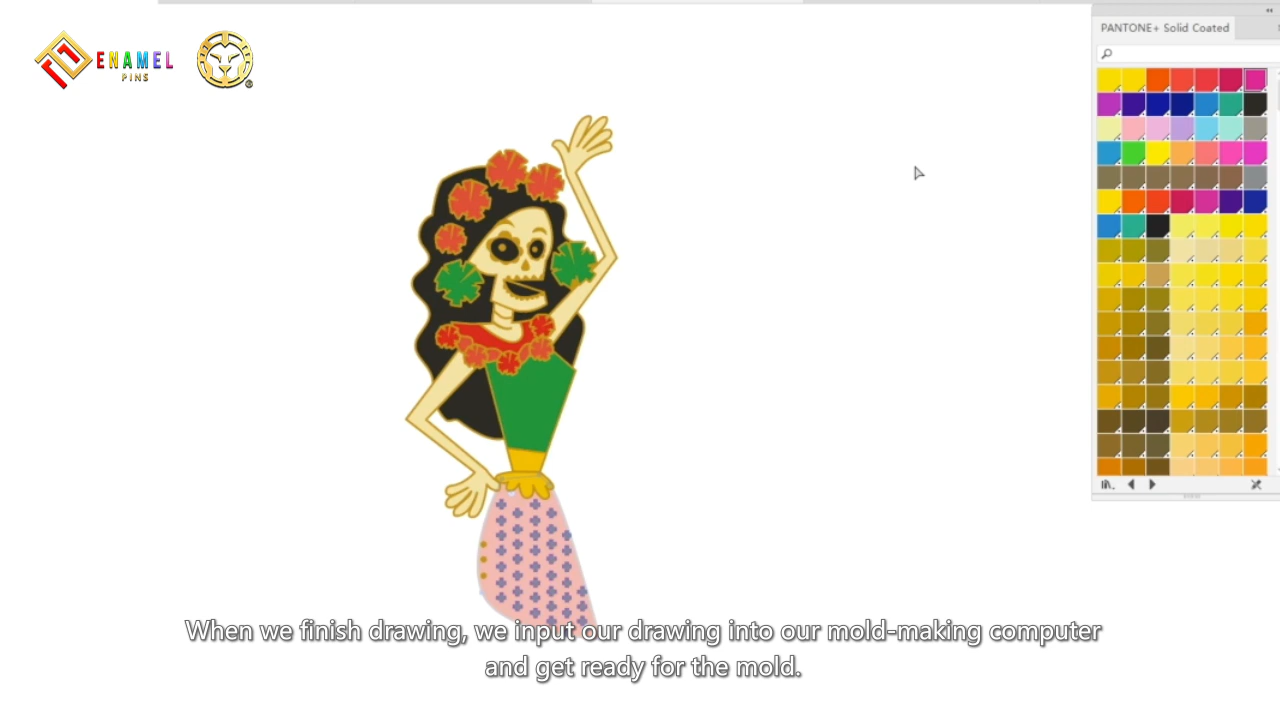 ENAMEL
PINS
PANTONE+ Solid Coated
When we finish drawing, we input our drawing into our mold-making computer
and get ready for the mold.